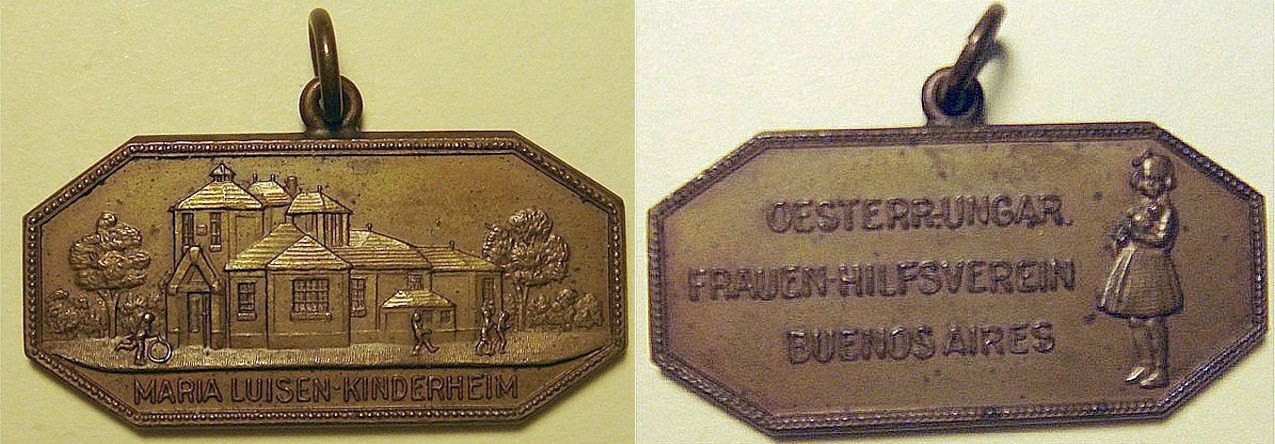 MARIA LUISEN-KINDERHEIM
OESTERR-UNGAR.
FRAUEN-HILFSVEREIN
BUENOS AIRES